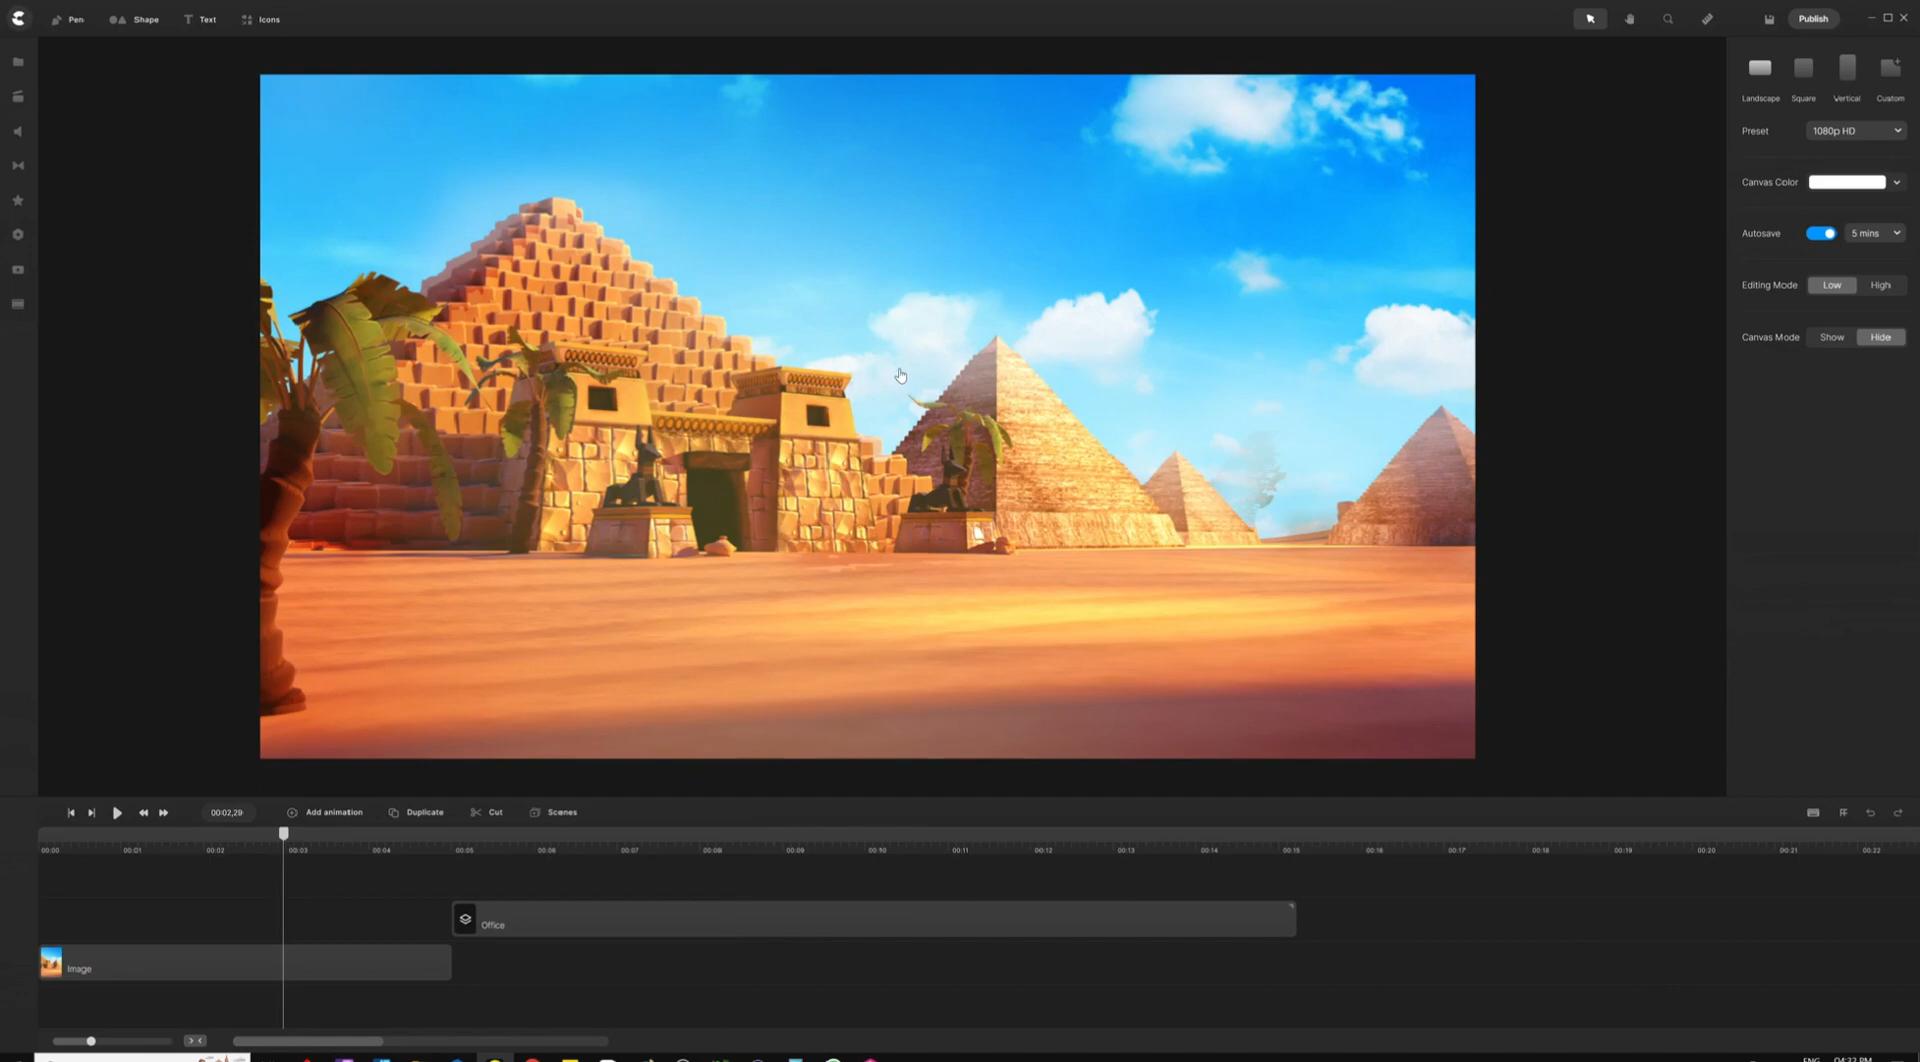 Pen Shape Text Icons Publish
Landscape Square Vertical Custom
Preset 1080p HD
Canvas Color
Autosave 5 mins
Editing Mode Low High
Canvas Mode Show Hide
00:02,29 Add animation Duplicate Cut Scenes
00:00 00:01 00:02 00:03 00:04 00:05 00:06 00:07 00:08 00:09 00:10 00:11 00:12 00:13 00:14 00:15 00:16 00:17 00:18 00:19 00:20 00:21 00:22
Office
Image
ENG 04:32 PM